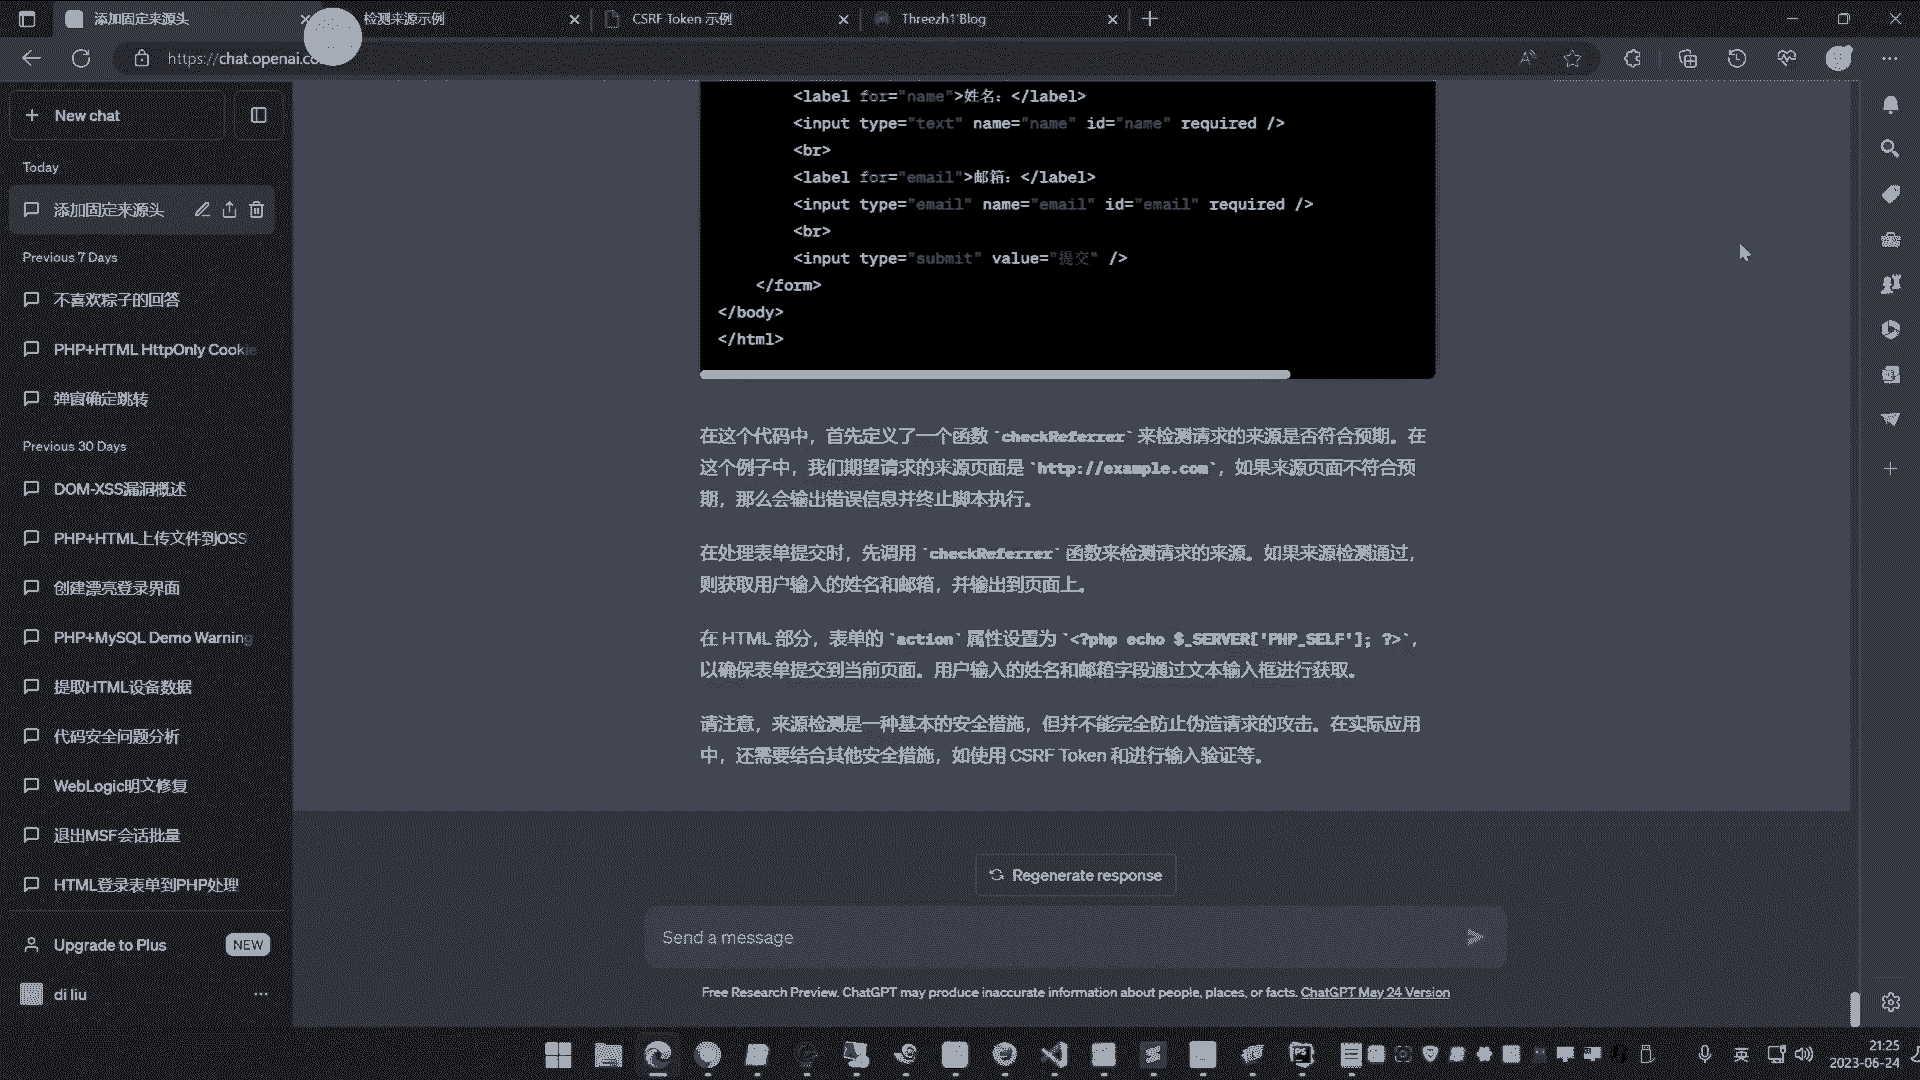 添加固定来源头
检测来源示例
CSRF Token 示例
Threezh1'Blog
https://chat.openai.co
New chat
Today
添加固定来源头
Previous 7 Days
不喜欢粽子的回答
PHP+HTML HttpOnly Cookie
弹窗确定跳转
Previous 30 Days
DOM-XSS漏洞概述
PHP+HTML上传文件到OSS
创建漂亮登录界面
PHP+MySQL Demo Warning
提取HTML设备数据
代码安全问题分析
WebLogic明文修复
退出MSF会话批量
HTML登录表单到PHP处理
Upgrade to Plus
NEW
di liu
<label for="name">姓名：</label>
<input type="text" name="name" id="name" required />
<br>
<label for="email">邮箱：</label>
<input type="email" name="email" id="email" required />
<br>
<input type="submit" value="提交" />
</form>
</body>
</html>
在这个代码中，首先定义了一个函数 `checkReferrer` 来检测请求的来源是否符合预期。在
这个例子中，我们期望请求的来源页面是 `http://example.com`，如果来源页面不符合预
期，那么会输出错误信息并终止脚本执行。
在处理表单提交时，先调用 `checkReferrer` 函数来检测请求的来源。如果来源检测通过，
则获取用户输入的姓名和邮箱，并输出到页面上。
在 HTML 部分，表单的 `action` 属性设置为 `<?php echo $_SERVER['PHP_SELF']; ?>`，
以确保表单提交到当前页面。用户输入的姓名和邮箱字段通过文本输入框进行获取。
请注意，来源检测是一种基本的安全措施，但并不能完全防止伪造请求的攻击。在实际应用
中，还需要结合其他安全措施，如使用 CSRF Token 和进行输入验证等。
Regenerate response
Send a message
Free Research Preview. ChatGPT may produce inaccurate information about people, places, or facts. ChatGPT May 24 Version
英
21:25
2023-06-24